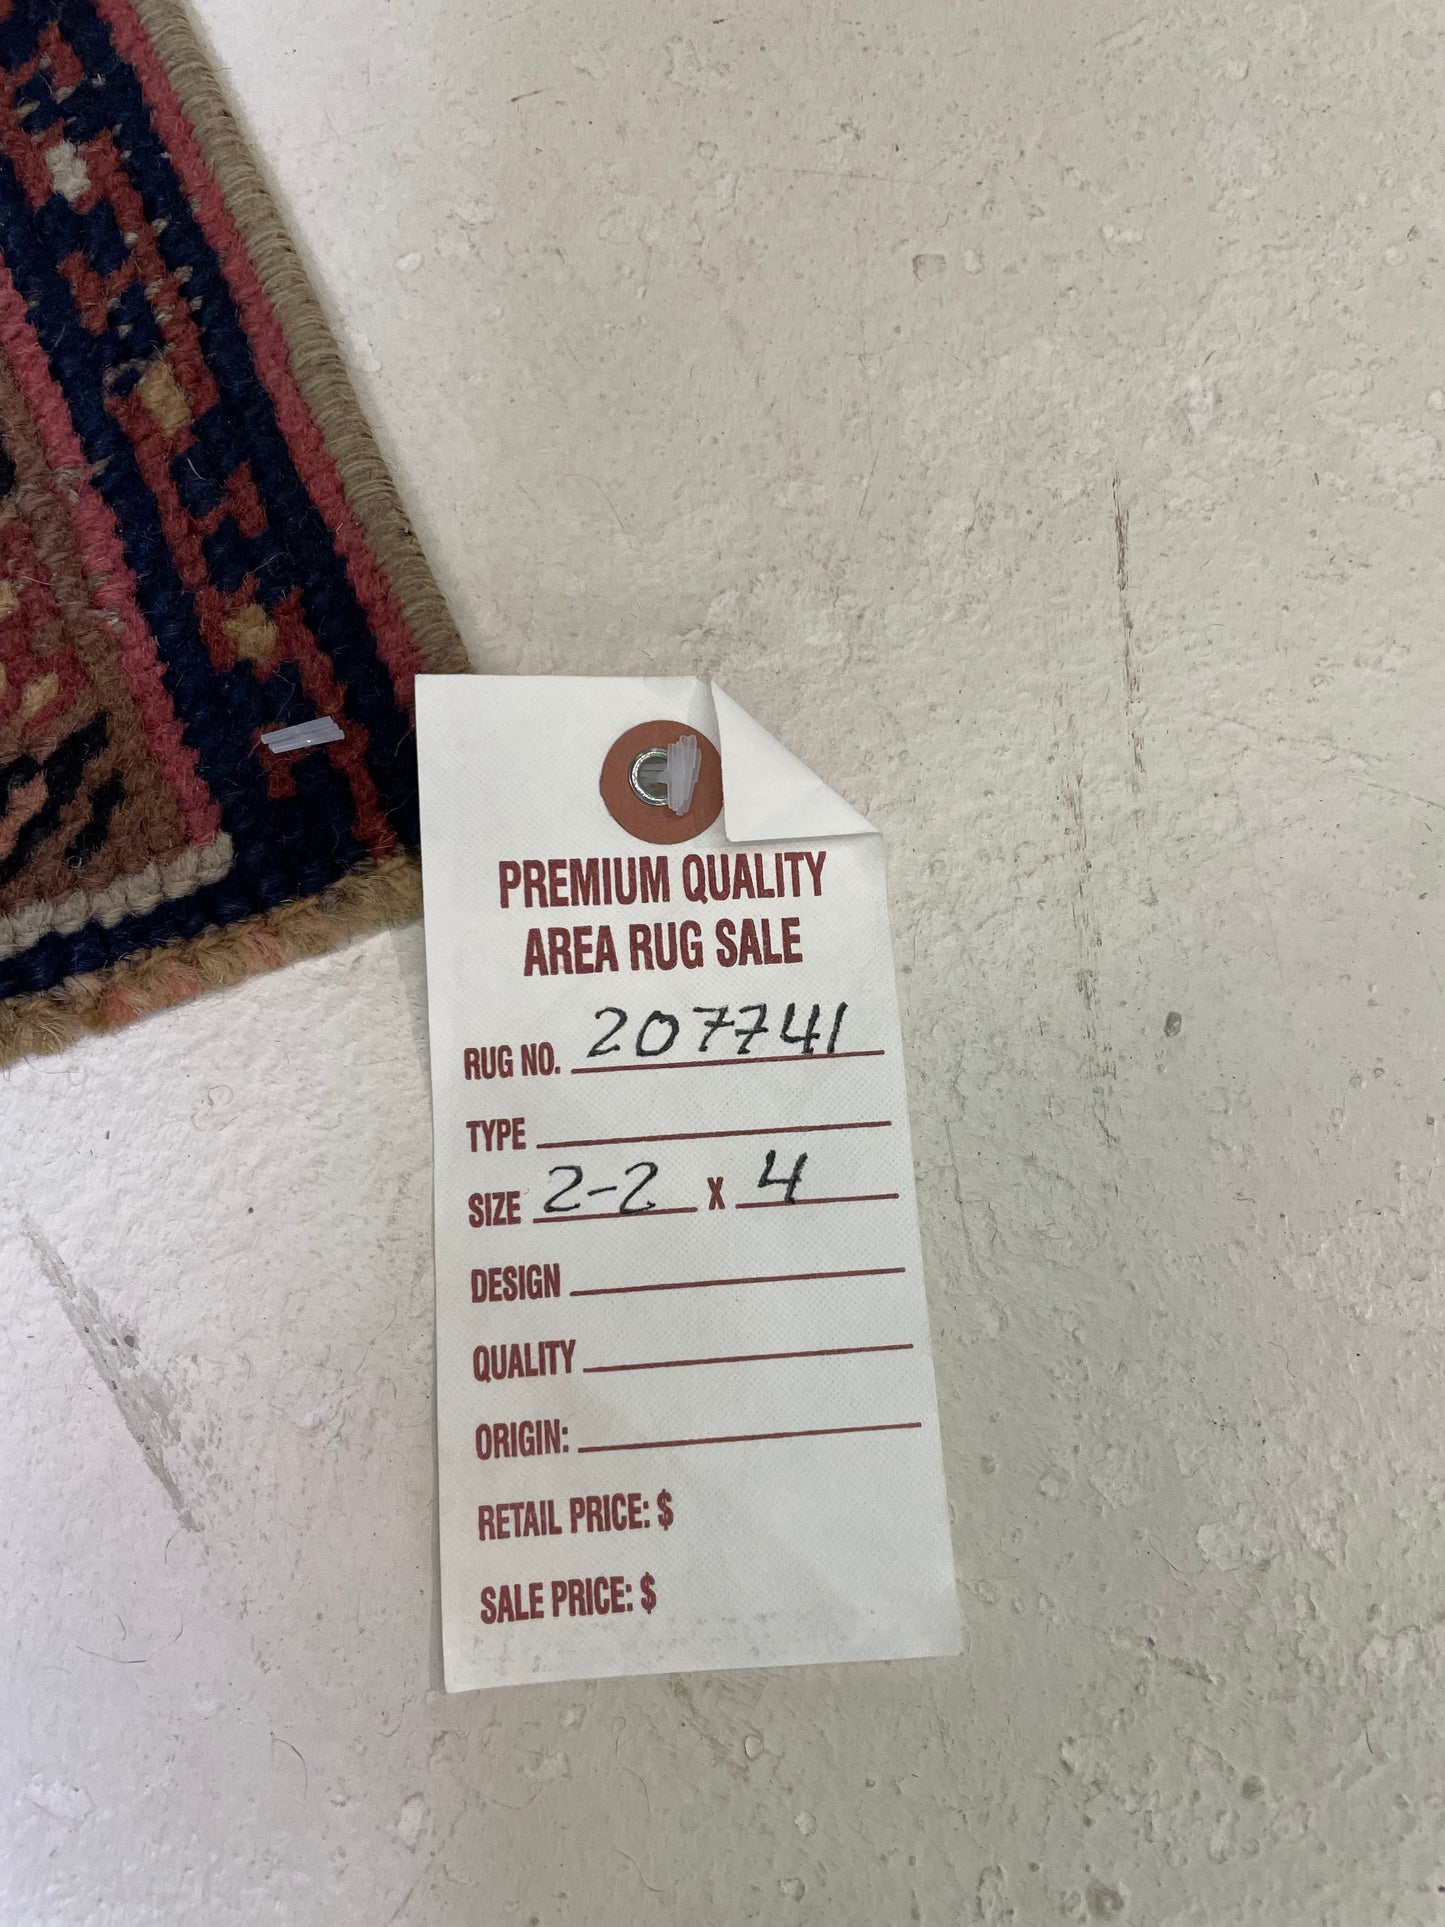 PREMIUM QUALITY
AREA RUG SALE
RUG NO. 207741
TYPE
SIZE 2-2 X 4
DESIGN
QUALITY
ORIGIN:
RETAIL PRICE: $
SALE PRICE: $